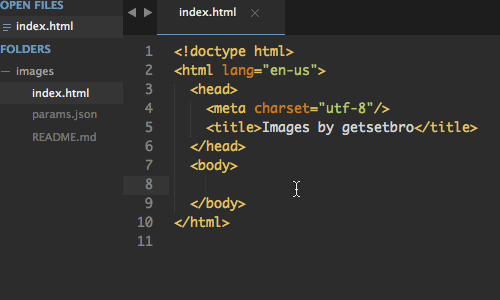 OPEN FILES
index.html
FOLDERS
images
index.html
params.json
README.md
index.html
1 <!doctype html>
2 <html lang="en-us">
3 <head>
4 <meta charset="utf-8"/>
5 <title>Images by getsetbro</title>
6 </head>
7 <body>
8
9 </body>
10 </html>
11